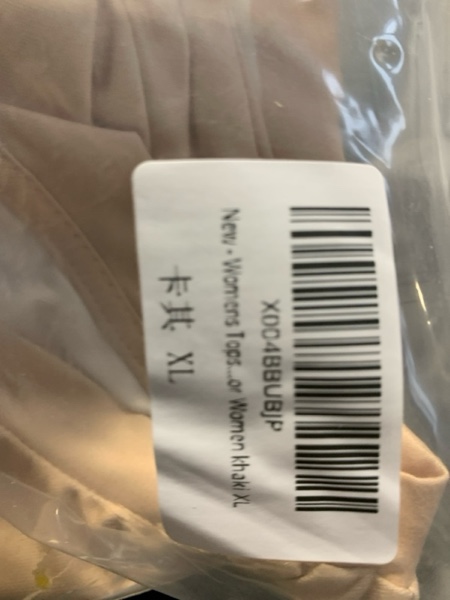 X004BBUBJP
New - Womens Tops...or Women khaki XL
卡其 XL